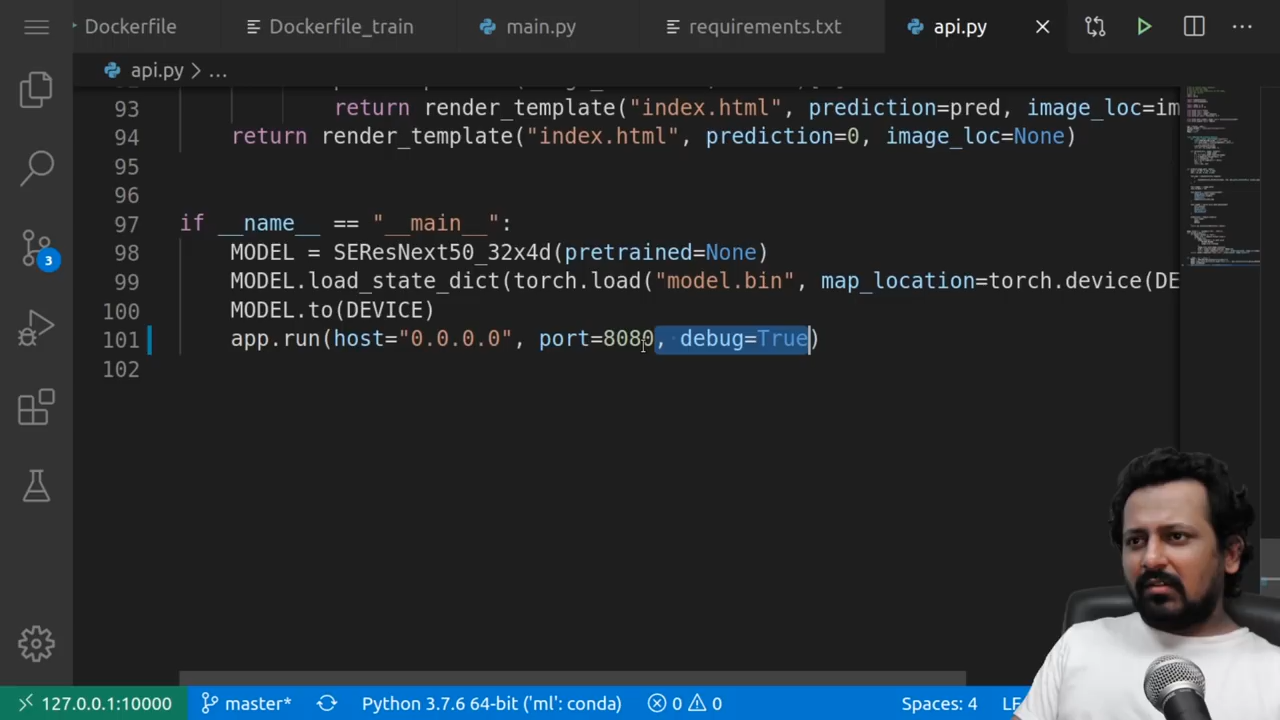 Dockerfile
Dockerfile_train
main.py
requirements.txt
api.py
api.py > ...
93 return render_template("index.html", prediction=pred, image_loc=im
94 return render_template("index.html", prediction=0, image_loc=None)
95
96
97 if __name__ == "__main__":
98 MODEL = SEResNext50_32x4d(pretrained=None)
99 MODEL.load_state_dict(torch.load("model.bin", map_location=torch.device(DE
100 MODEL.to(DEVICE)
101 app.run(host="0.0.0.0", port=8080, debug=True)
102
3
127.0.0.1:10000 master* Python 3.7.6 64-bit ('ml': conda) 0 0 Spaces: 4 LF